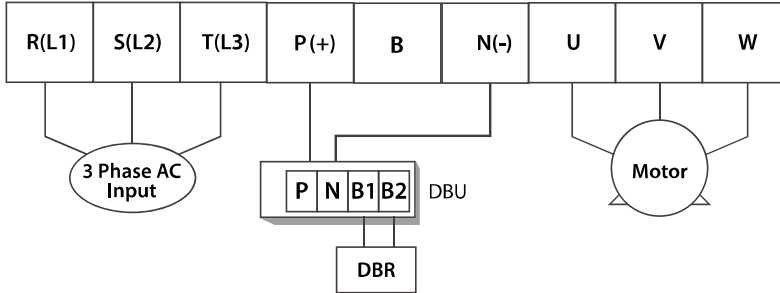 R(L1) S(L2) T(L3) P(+) B N(-) U V W
3 Phase AC
Input
P N B1 B2 DBU
Motor
DBR